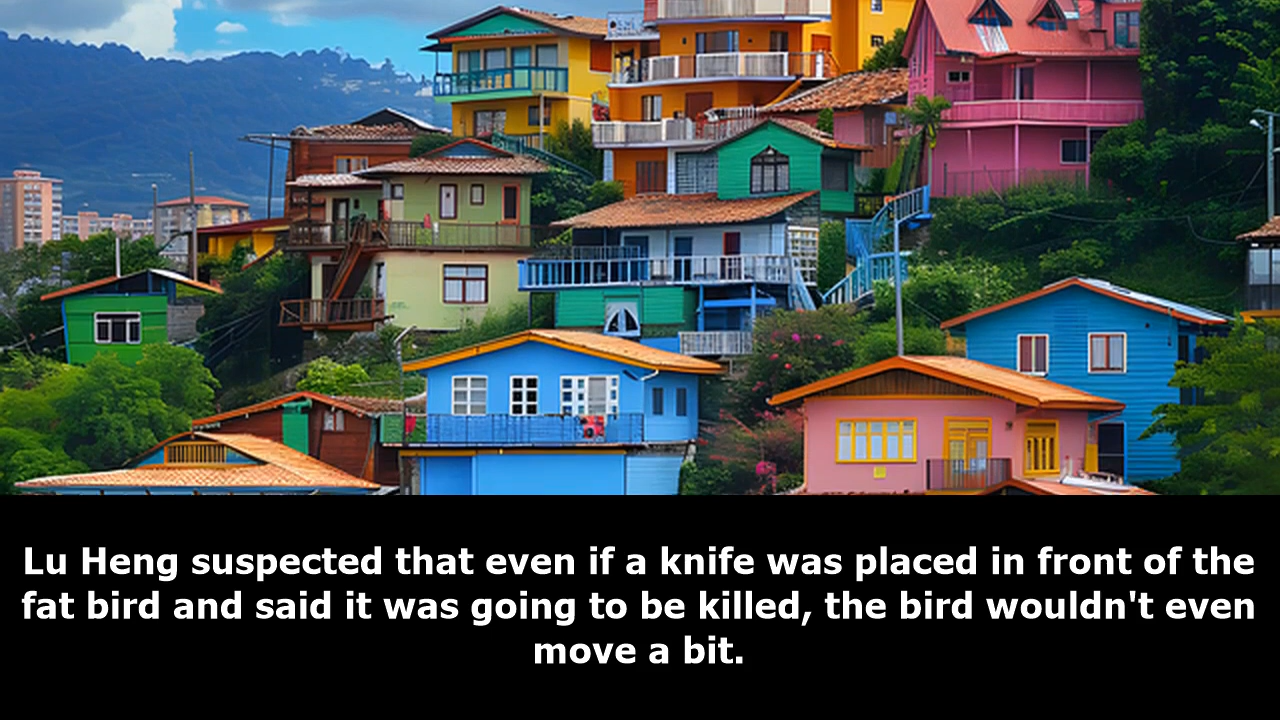 Lu Heng suspected that even if a knife was placed in front of the
fat bird and said it was going to be killed, the bird wouldn't even
move a bit.